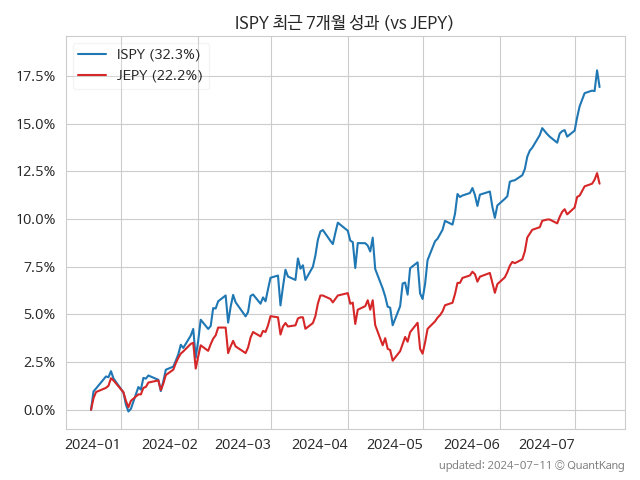 ISPY 최근 7개월 성과 (vs JEPY)
ISPY (32.3%)
JEPY (22.2%)
17.5%
15.0%
12.5%
10.0%
7.5%
5.0%
2.5%
0.0%
2024-01 2024-02 2024-03 2024-04 2024-05 2024-06 2024-07
updated: 2024-07-11 © QuantKang